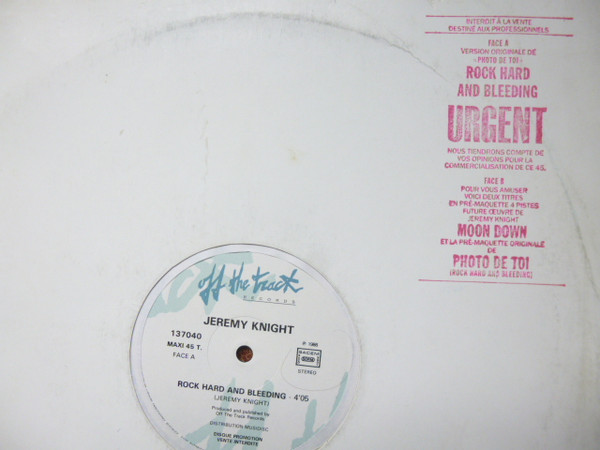 INTERDIT À LA VENTE
DESTINÉ AUX PROFESSIONNELS
FACE A
VERSION ORIGINALE DE
«PHOTO DE TOI»
ROCK HARD
AND BLEEDING
URGENT
NOUS TIENDRONS COMPTE DE
VOS OPINIONS POUR LA
COMMERCIALISATION DE CE 45.
FACE B
POUR VOUS AMUSER
VOICI DEUX TITRES
EN PRÉ-MAQUETTE 4 PISTES
FUTURE ŒUVRE DE
JEREMY KNIGHT
MOON DOWN
ET LA PRÉ-MAQUETTE ORIGINALE
DE
PHOTO DE TOI
(ROCK HARD AND BLEEDING)
off the track
RECORDS
JEREMY KNIGHT
137040
MAXI 45 T.
FACE A
SACEM
STEREO
ROCK HARD AND BLEEDING - 4'05
(JEREMY KNIGHT)
Produced and published by
Off The Track Records
DISTRIBUTION MUSIDISC
DISQUE PROMOTION
VENTE INTERDITE